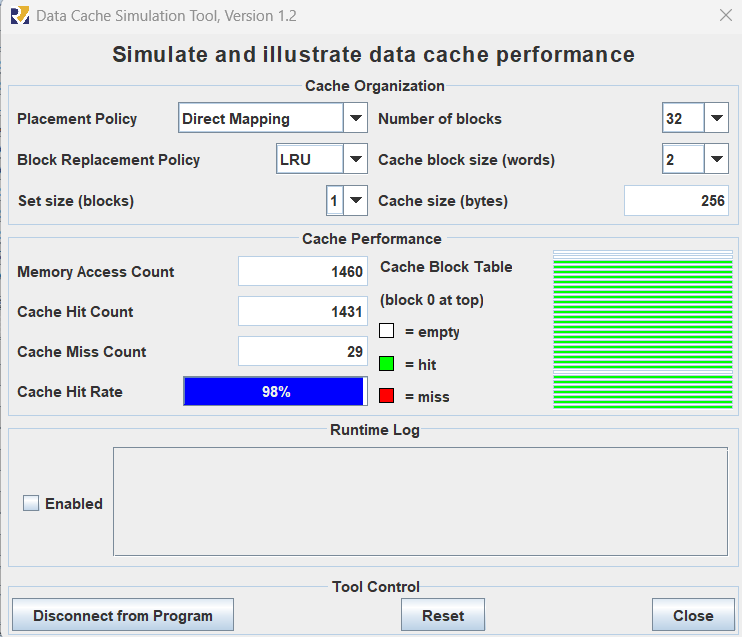 Data Cache Simulation Tool, Version 1.2
Simulate and illustrate data cache performance
Cache Organization
Placement Policy Direct Mapping Number of blocks 32
Block Replacement Policy LRU Cache block size (words) 2
Set size (blocks) 1 Cache size (bytes) 256
Cache Performance
Memory Access Count 1460 Cache Block Table
(block 0 at top)
Cache Hit Count 1431
= empty
Cache Miss Count 29
= hit
Cache Hit Rate 98%
= miss
Runtime Log
Enabled
Tool Control
Disconnect from Program Reset Close